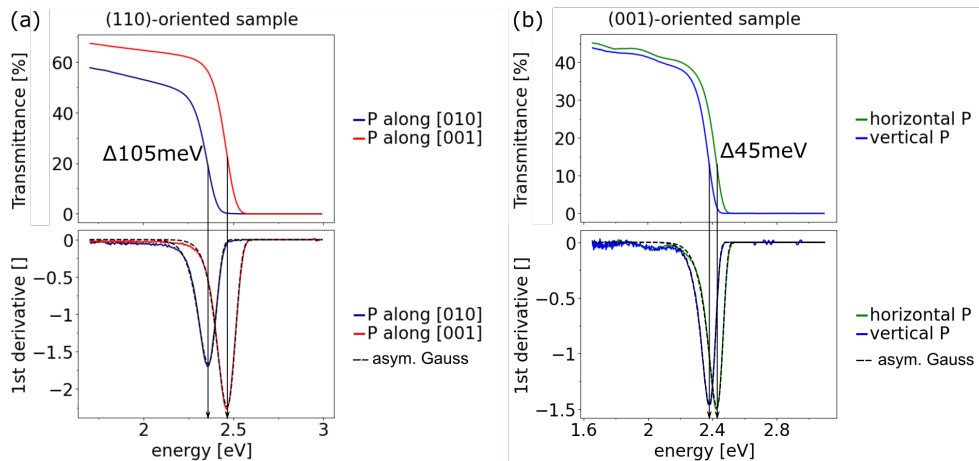 (a)
(110)-oriented sample
Transmittance [%]
60
40
20
0
Δ105meV
P along [010]
P along [001]
1st derivative []
0
−0.5
−1
−1.5
−2
P along [010]
P along [001]
asym. Gauss
2
2.5
3
energy [eV]
(b)
(001)-oriented sample
Transmittance [%]
40
30
20
10
0
Δ45meV
horizontal P
vertical P
1st derivative []
0
−0.5
−1
−1.5
horizontal P
vertical P
asym. Gauss
1.6
2
2.4
2.8
energy [eV]